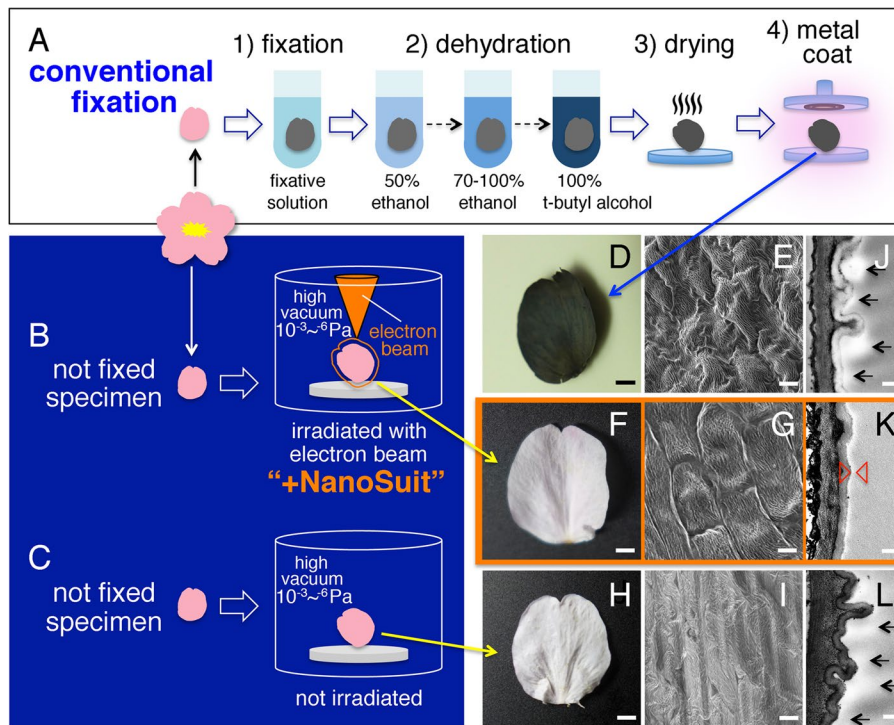 A
conventional
fixation
1) fixation
2) dehydration
3) drying
4) metal
coat
fixative
solution
50%
ethanol
70-100%
ethanol
100%
t-butyl alcohol
B
not fixed
specimen
high
vacuum
10⁻³~⁻⁶Pa
electron
beam
irradiated with
electron beam
“+NanoSuit”
C
not fixed
specimen
high
vacuum
10⁻³~⁻⁶Pa
not irradiated
D
E
J
F
G
K
H
I
L